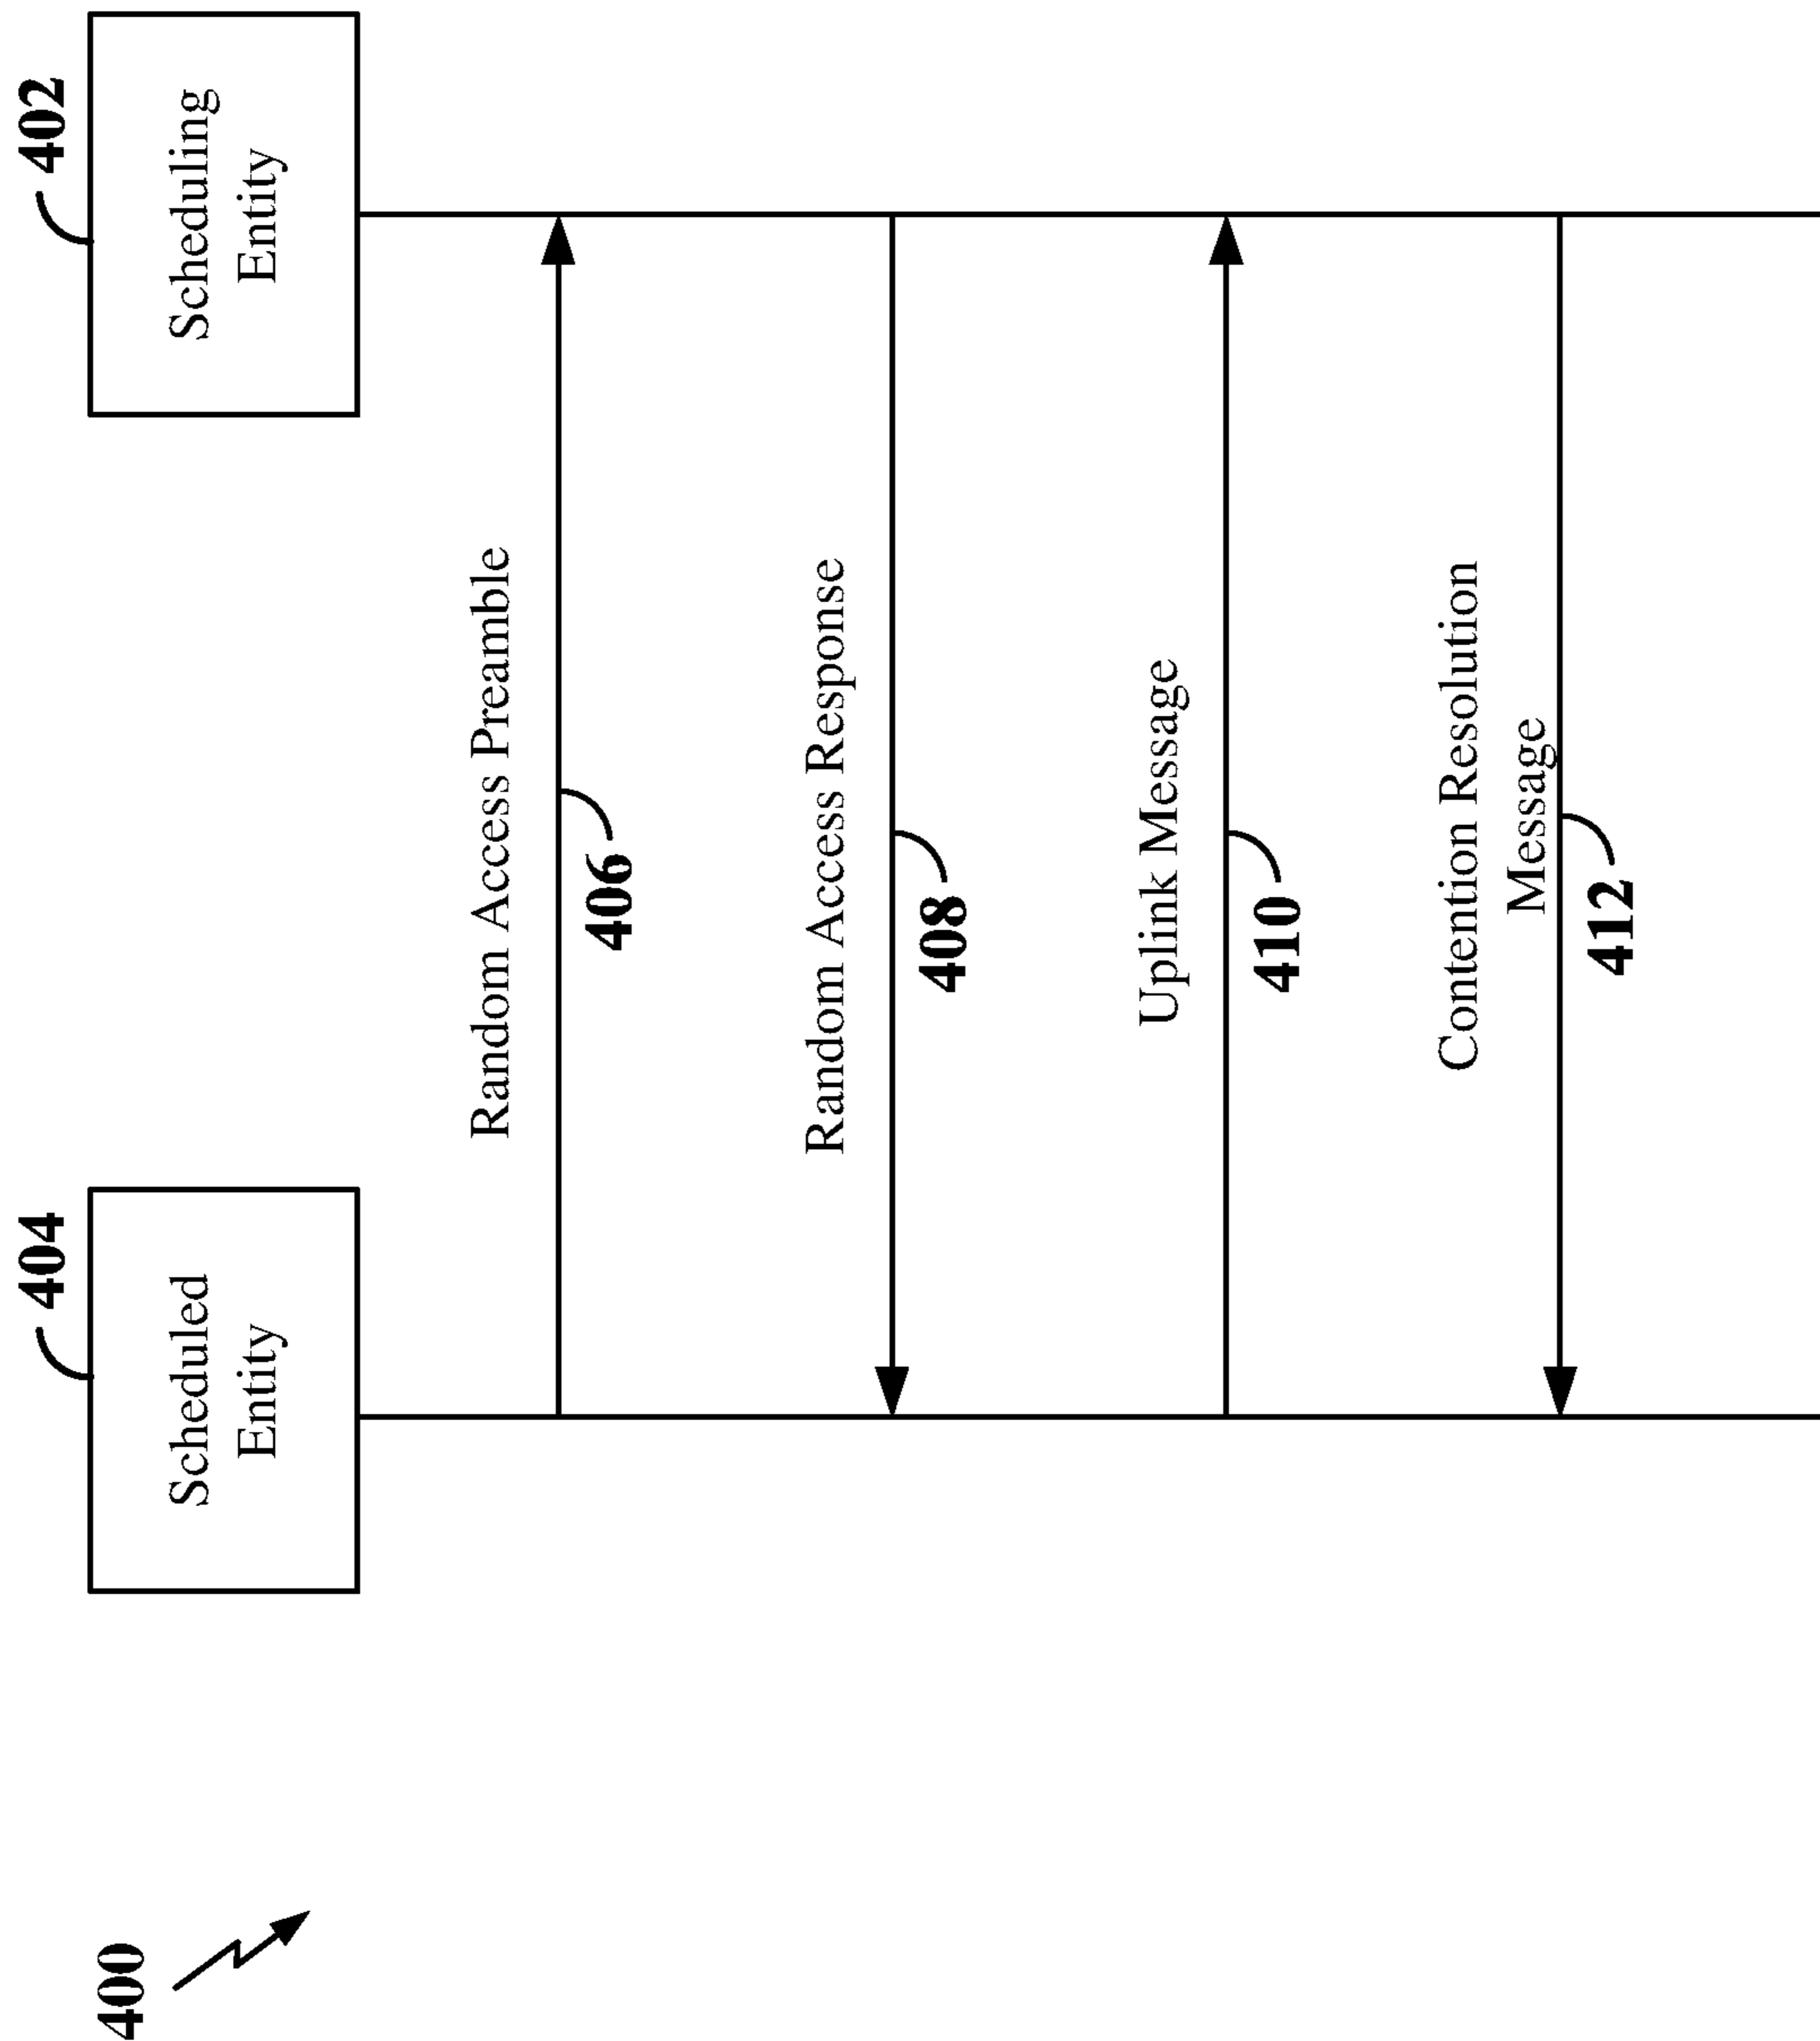 400
404
Scheduled
Entity
402
Scheduling
Entity
Random Access Preamble
406
Random Access Response
408
Uplink Message
410
Contention Resolution
Message
412